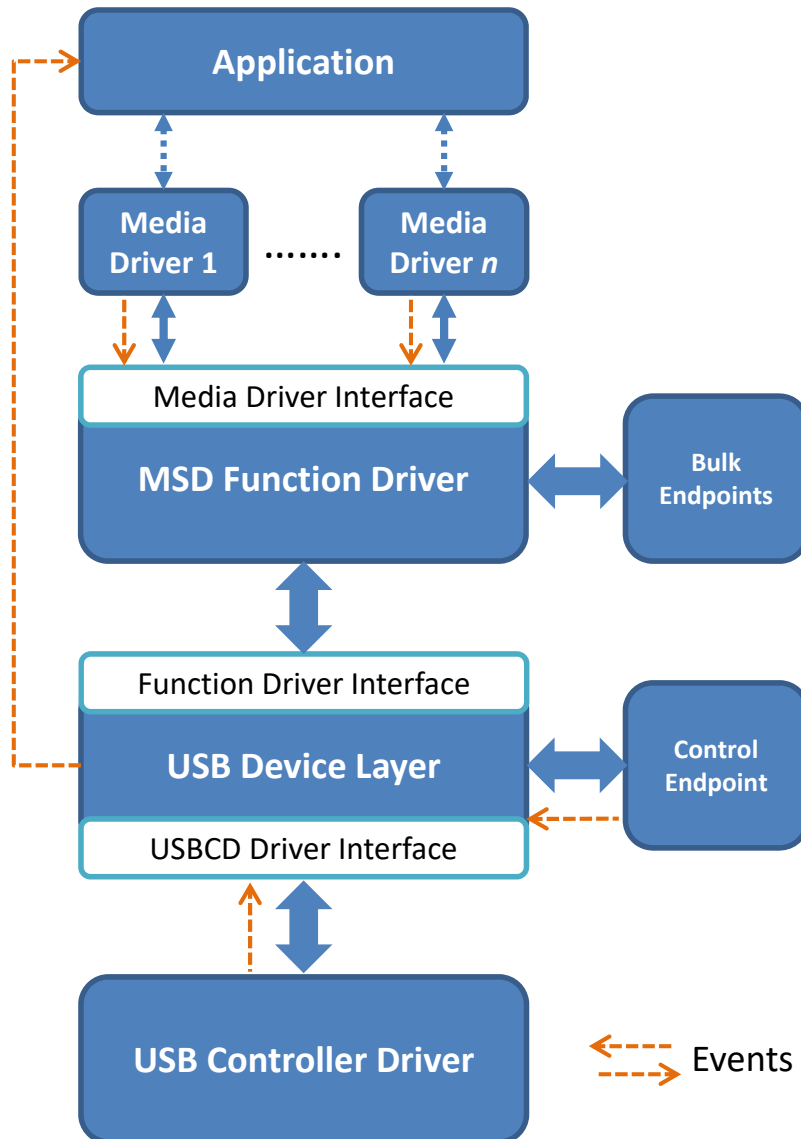 Application
Media
Driver 1
.......
Media
Driver n
Media Driver Interface
MSD Function Driver
Bulk
Endpoints
Function Driver Interface
USB Device Layer
Control
Endpoint
USBCD Driver Interface
USB Controller Driver
Events